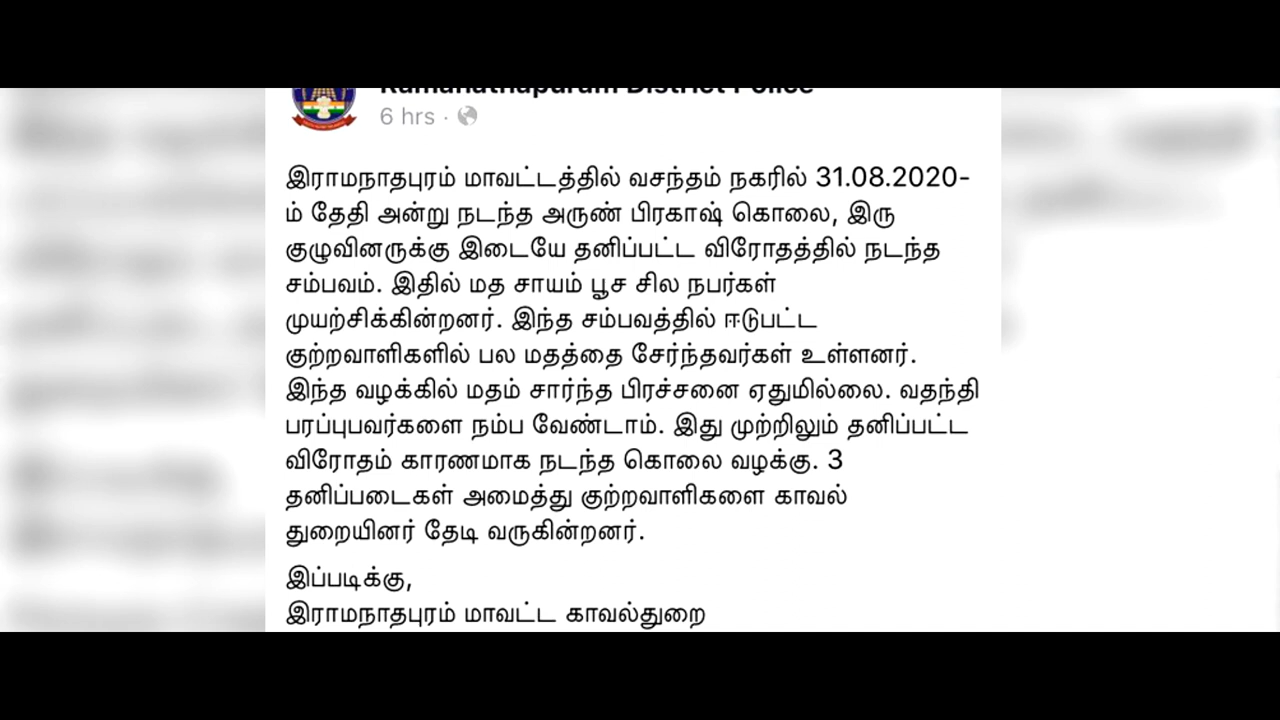 Ramanathapuram District Police
6 hrs ·
இராமநாதபுரம் மாவட்டத்தில் வசந்தம் நகரில் 31.08.2020-
ம் தேதி அன்று நடந்த அருண் பிரகாஷ் கொலை, இரு
குழுவினருக்கு இடையே தனிப்பட்ட விரோதத்தில் நடந்த
சம்பவம். இதில் மத சாயம் பூச சில நபர்கள்
முயற்சிக்கின்றனர். இந்த சம்பவத்தில் ஈடுபட்ட
குற்றவாளிகளில் பல மதத்தை சேர்ந்தவர்கள் உள்ளனர்.
இந்த வழக்கில் மதம் சார்ந்த பிரச்சனை ஏதுமில்லை. வதந்தி
பரப்புபவர்களை நம்ப வேண்டாம். இது முற்றிலும் தனிப்பட்ட
விரோதம் காரணமாக நடந்த கொலை வழக்கு. 3
தனிப்படைகள் அமைத்து குற்றவாளிகளை காவல்
துறையினர் தேடி வருகின்றனர்.
இப்படிக்கு,
இராமநாதபுரம் மாவட்ட காவல்துறை